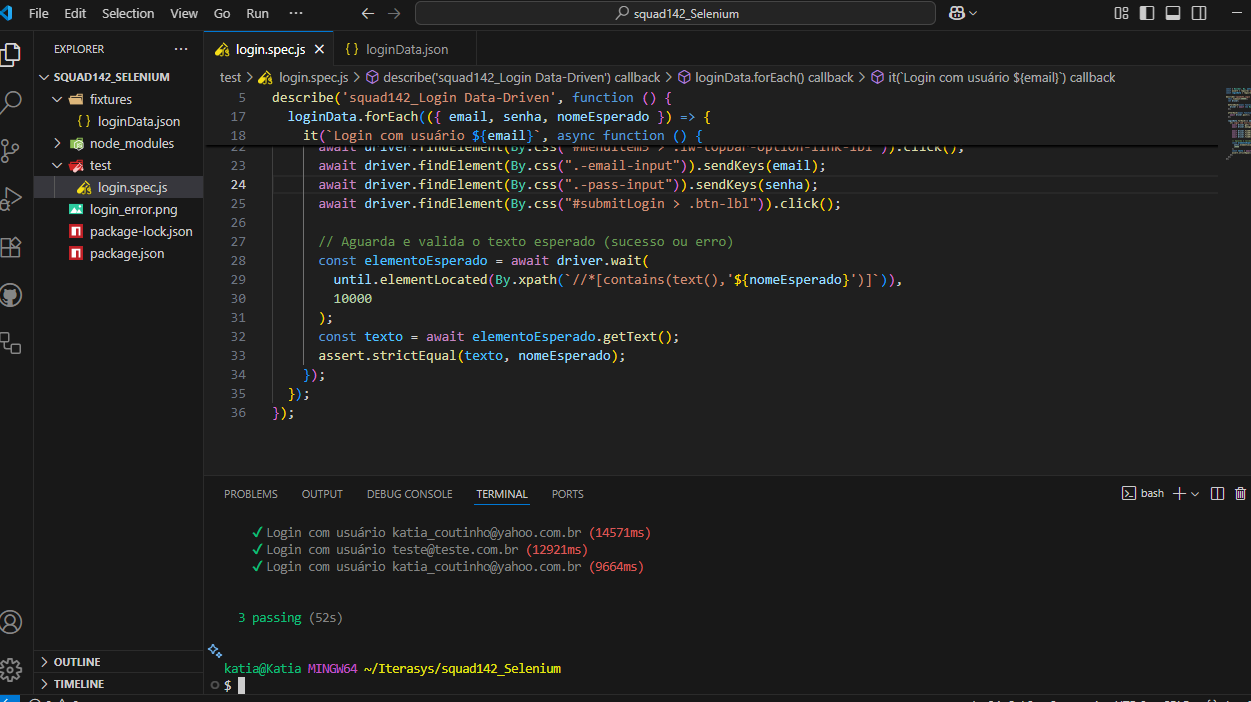 File Edit Selection View Go Run ···
squad142_Selenium
EXPLORER ···
SQUAD142_SELENIUM
fixtures
{ } loginData.json
node_modules
test
login.spec.js
login_error.png
package-lock.json
package.json
OUTLINE
TIMELINE
login.spec.js
{ } loginData.json
test > login.spec.js > describe('squad142_Login Data-Driven') callback > loginData.forEach() callback > it(`Login com usuário ${email}`) callback
5 describe('squad142_Login Data-Driven', function () {
17 loginData.forEach(({ email, senha, nomeEsperado }) => {
18 it(`Login com usuário ${email}`, async function () {
22 await driver.findElement(By.css("#menuItem3 > .iw-topbar-option-link-lbl")).click();
23 await driver.findElement(By.css(".-email-input")).sendKeys(email);
24 await driver.findElement(By.css(".-pass-input")).sendKeys(senha);
25 await driver.findElement(By.css("#submitLogin > .btn-lbl")).click();
26
27 // Aguarda e valida o texto esperado (sucesso ou erro)
28 const elementoEsperado = await driver.wait(
29 until.elementLocated(By.xpath(`//*[contains(text(),'${nomeEsperado}')]`)),
30 10000
31 );
32 const texto = await elementoEsperado.getText();
33 assert.strictEqual(texto, nomeEsperado);
34 });
35 });
36 });
PROBLEMS OUTPUT DEBUG CONSOLE TERMINAL PORTS
bash
✓ Login com usuário katia_coutinho@yahoo.com.br (14571ms)
✓ Login com usuário teste@teste.com.br (12921ms)
✓ Login com usuário katia_coutinho@yahoo.com.br (9664ms)
3 passing (52s)
katia@Katia MINGW64 ~/Iterasys/squad142_Selenium
$